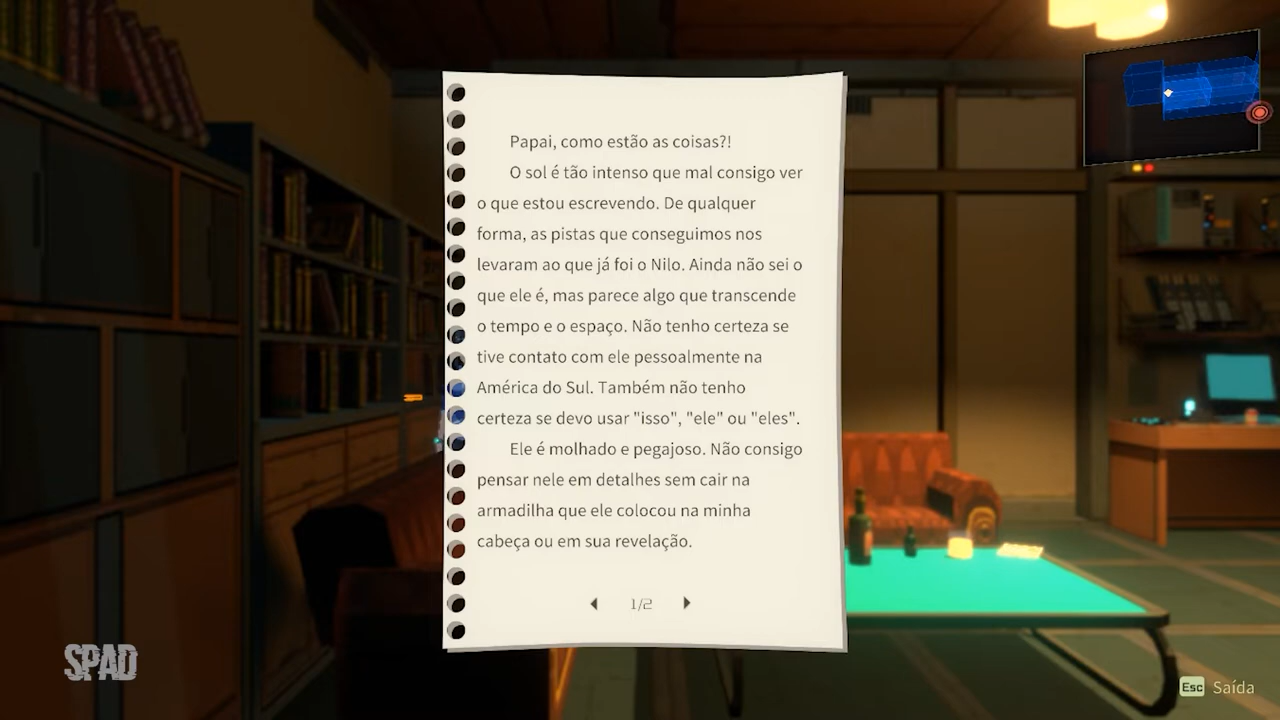 Papai, como estão as coisas?!
O sol é tão intenso que mal consigo ver
o que estou escrevendo. De qualquer
forma, as pistas que conseguimos nos
levaram ao que já foi o Nilo. Ainda não sei o
que ele é, mas parece algo que transcende
o tempo e o espaço. Não tenho certeza se
tive contato com ele pessoalmente na
América do Sul. Também não tenho
certeza se devo usar "isso", "ele" ou "eles".
Ele é molhado e pegajoso. Não consigo
pensar nele em detalhes sem cair na
armadilha que ele colocou na minha
cabeça ou em sua revelação.
1/2
SPAD
Esc Saída